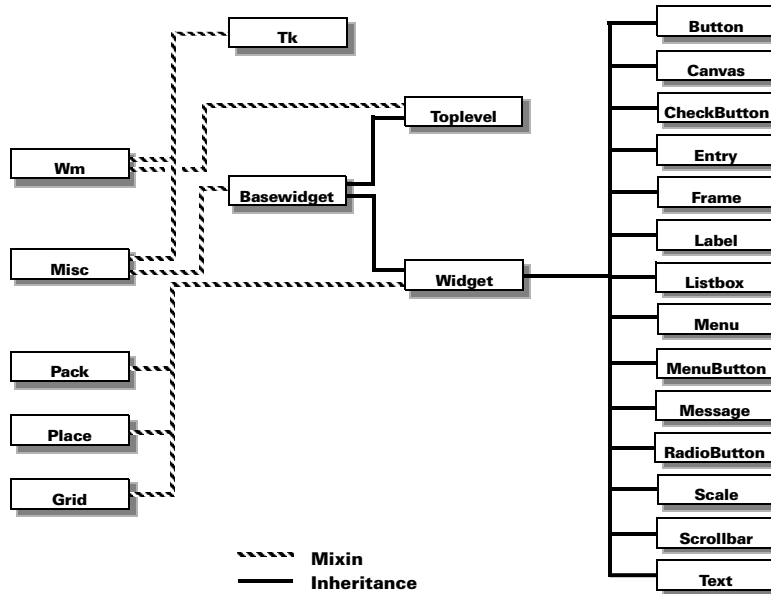 Tk
Wm
Misc
Pack
Place
Grid
Basewidget
Toplevel
Widget
Button
Canvas
CheckButton
Entry
Frame
Label
Listbox
Menu
MenuButton
Message
RadioButton
Scale
Scrollbar
Text
Mixin
Inheritance